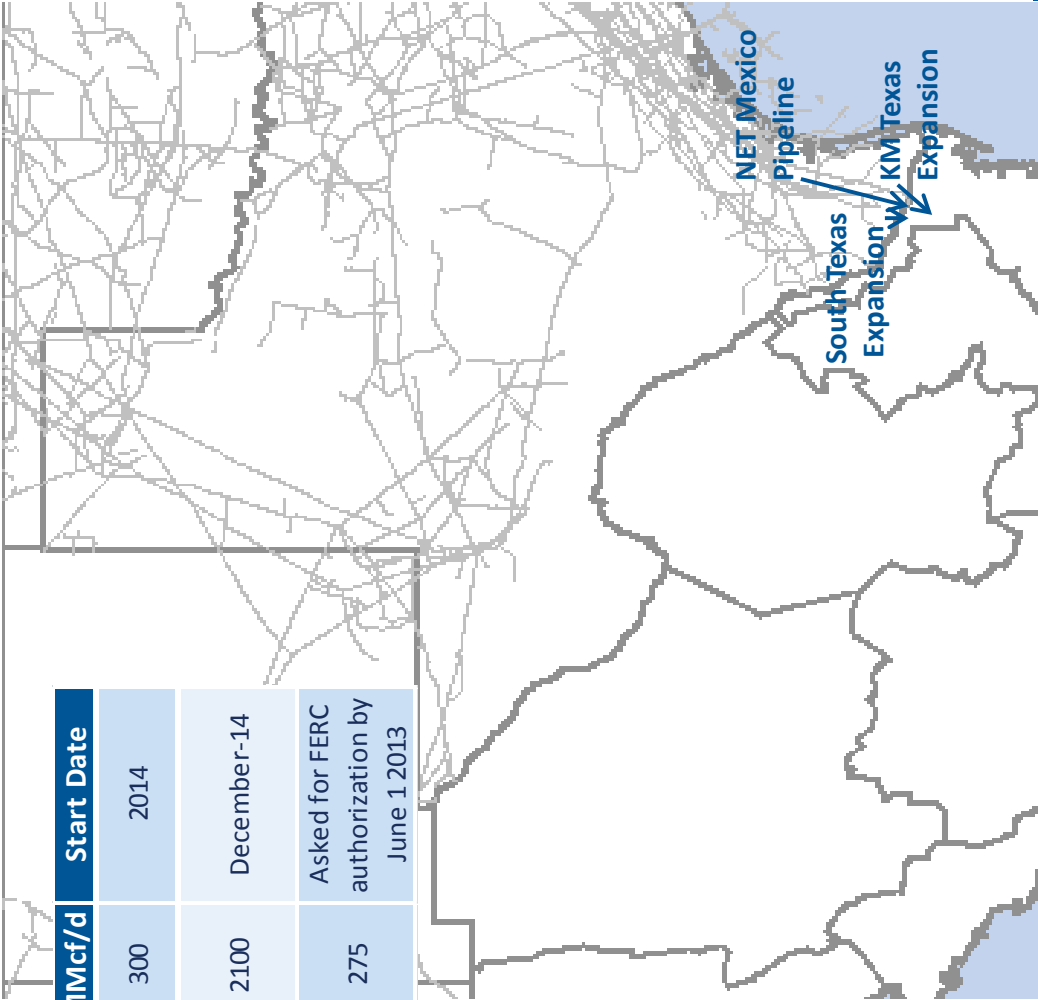 Mcf/d Start Date
300 2014
2100 December-14
275 Asked for FERC
authorization by
June 1 2013
NET Mexico
Pipeline
South Texas
Expansion
KM Texas
Expansion